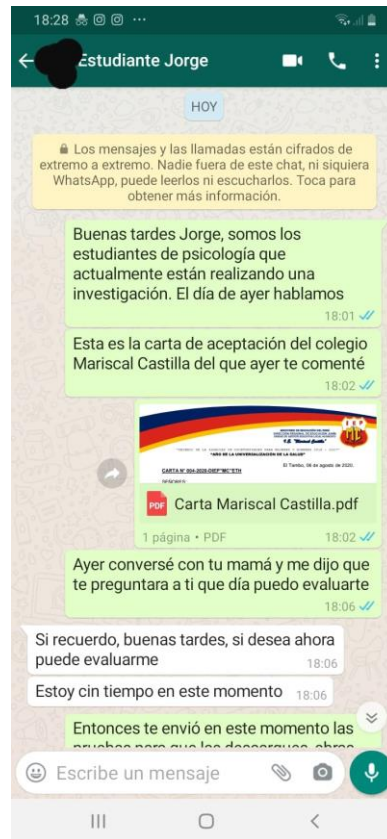 18:28
Estudiante Jorge
HOY
Los mensajes y las llamadas están cifrados de
extremo a extremo. Nadie fuera de este chat, ni siquiera
WhatsApp, puede leerlos ni escucharlos. Toca para
obtener más información.
Buenas tardes Jorge, somos los
estudiantes de psicología que
actualmente están realizando una
investigación. El día de ayer hablamos
18:01
Esta es la carta de aceptación del colegio
Mariscal Castilla del que ayer te comenté
18:02
"AÑO DE LA UNIVERSALIZACIÓN DE LA SALUD"
El Tambo, 06 de agosto de 2020.
PDF
Carta Mariscal Castilla.pdf
1 página • PDF
18:02
Ayer conversé con tu mamá y me dijo que
te preguntara a ti que día puedo evaluarte
18:06
Si recuerdo, buenas tardes, si desea ahora
puede evaluarme
18:06
Estoy cin tiempo en este momento
18:06
Entonces te envió en este momento las
pruebas para que las descargues, abras
Escribe un mensaje